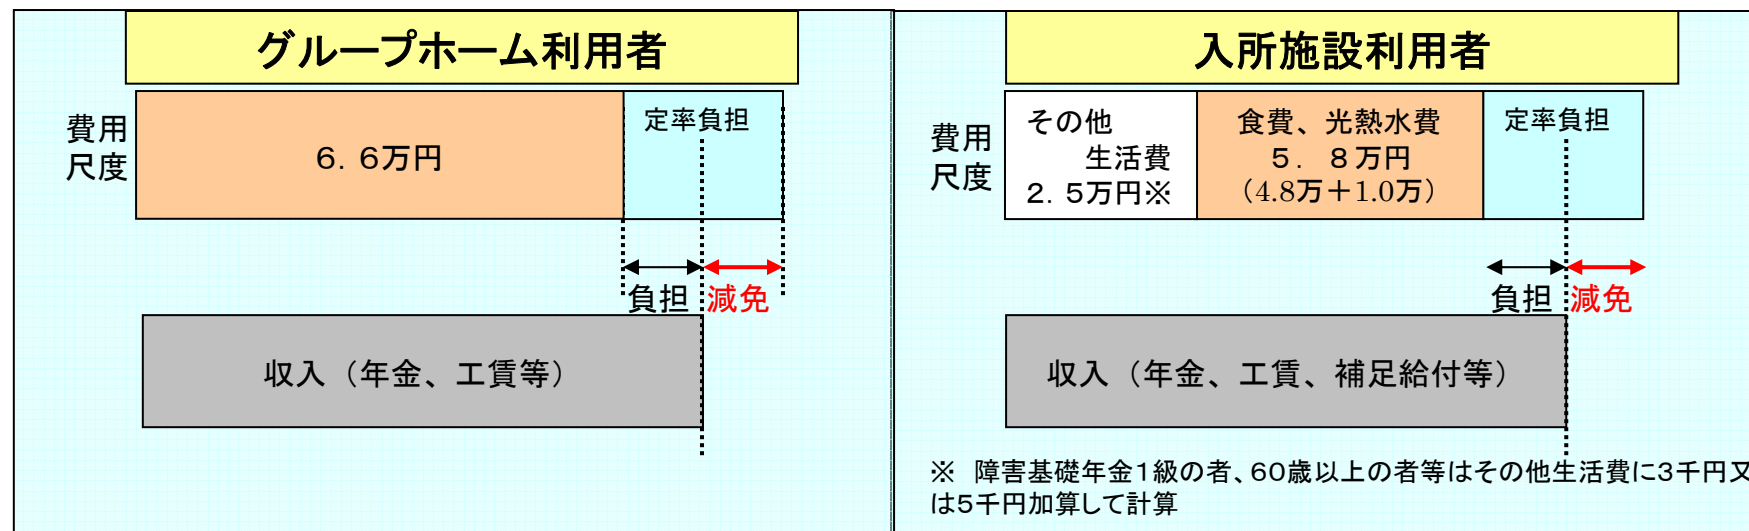 グループホーム利用者
費用
尺度
6.6万円
定率負担
負担
減免
収入（年金、工賃等）
入所施設利用者
費用
尺度
その他
生活費
2.5万円※
食費、光熱水費
5.8万円
（4.8万＋1.0万）
定率負担
負担
減免
収入（年金、工賃、補足給付等）
※ 障害基礎年金1級の者、60歳以上の者等はその他生活費に3千円又
は5千円加算して計算